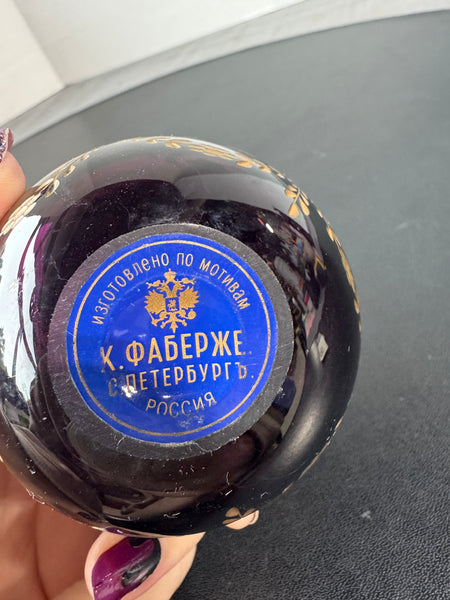 ИЗГОТОВЛЕНО ПО МОТИВАМ
К. ФАБЕРЖЕ
С. ПЕТЕРБУРГЪ
РОССИЯ